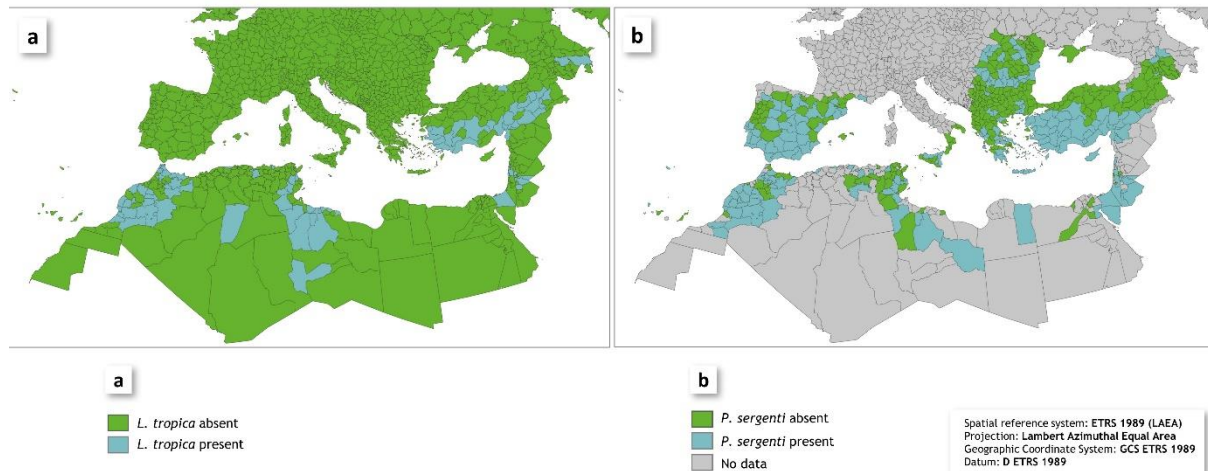 a
b
a
L. tropica absent
L. tropica present
b
P. sergenti absent
P. sergenti present
No data
Spatial reference system: ETRS 1989 (LAEA)
Projection: Lambert Azimuthal Equal Area
Geographic Coordinate System: GCS ETRS 1989
Datum: D ETRS 1989